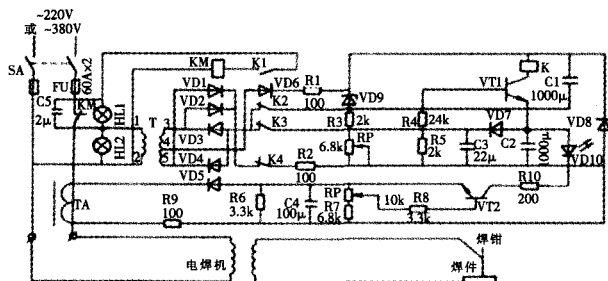 ~220V
或 ~380V
SA
FU
60A×2
KM
C5
2μ
HL1
HL2
1
2
T
3
4
5
KM
K1
VD1
VD2
VD3
VD4
VD5
VD6
R1
100
K2
K3
K4
R2
100
VD9
R3
2k
6.8k
RP
R4
24k
R5
2k
VT1
K
C1
1000μ
VD7
VD8
C3
22μ
C2
1000μ
VD10
TA
R9
100
R6
3.3k
C4
100μ
RP
R7
6.8k
10k
R8
3.3k
VT2
R10
200
电焊机
焊钳
焊件